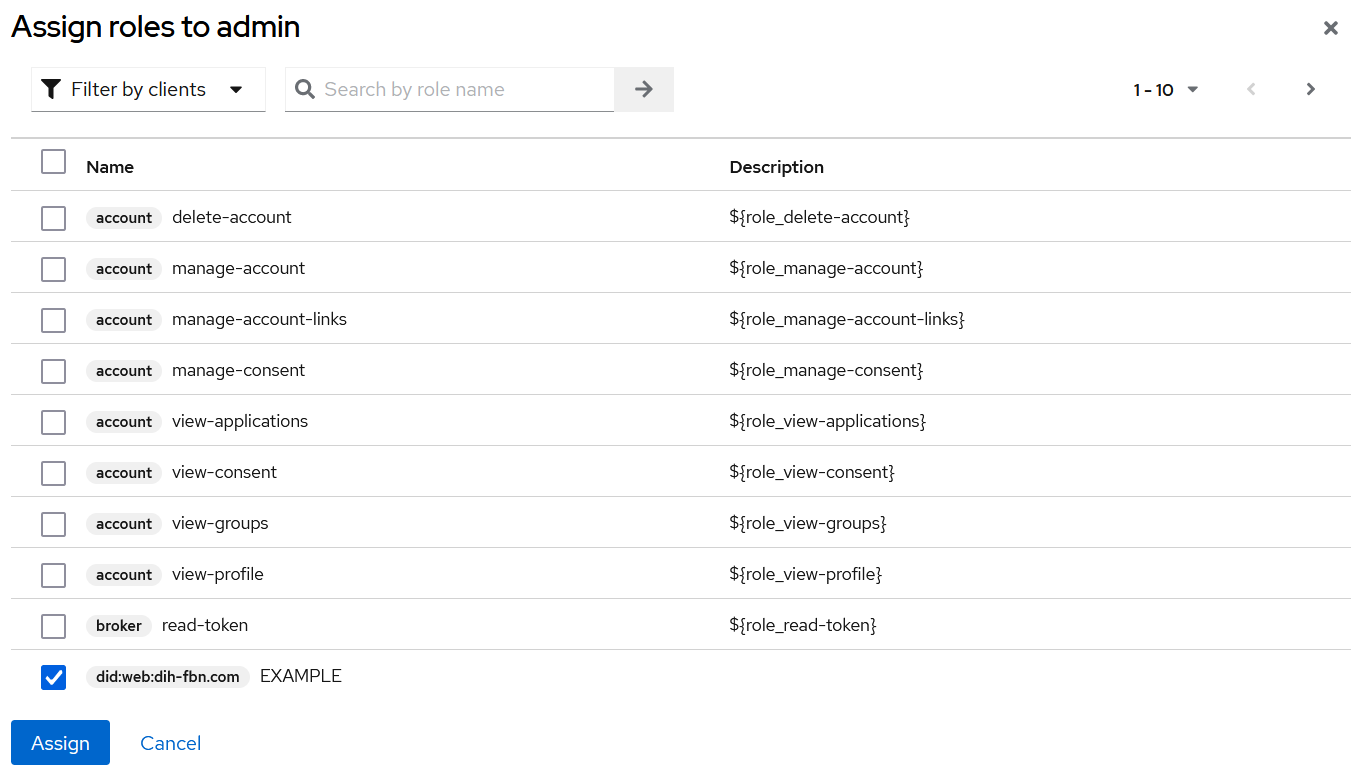 Assign roles to admin
Filter by clients
Search by role name
1 - 10
Name Description
account delete-account ${role_delete-account}
account manage-account ${role_manage-account}
account manage-account-links ${role_manage-account-links}
account manage-consent ${role_manage-consent}
account view-applications ${role_view-applications}
account view-consent ${role_view-consent}
account view-groups ${role_view-groups}
account view-profile ${role_view-profile}
broker read-token ${role_read-token}
did:web:dih-fbn.com EXAMPLE
Assign Cancel